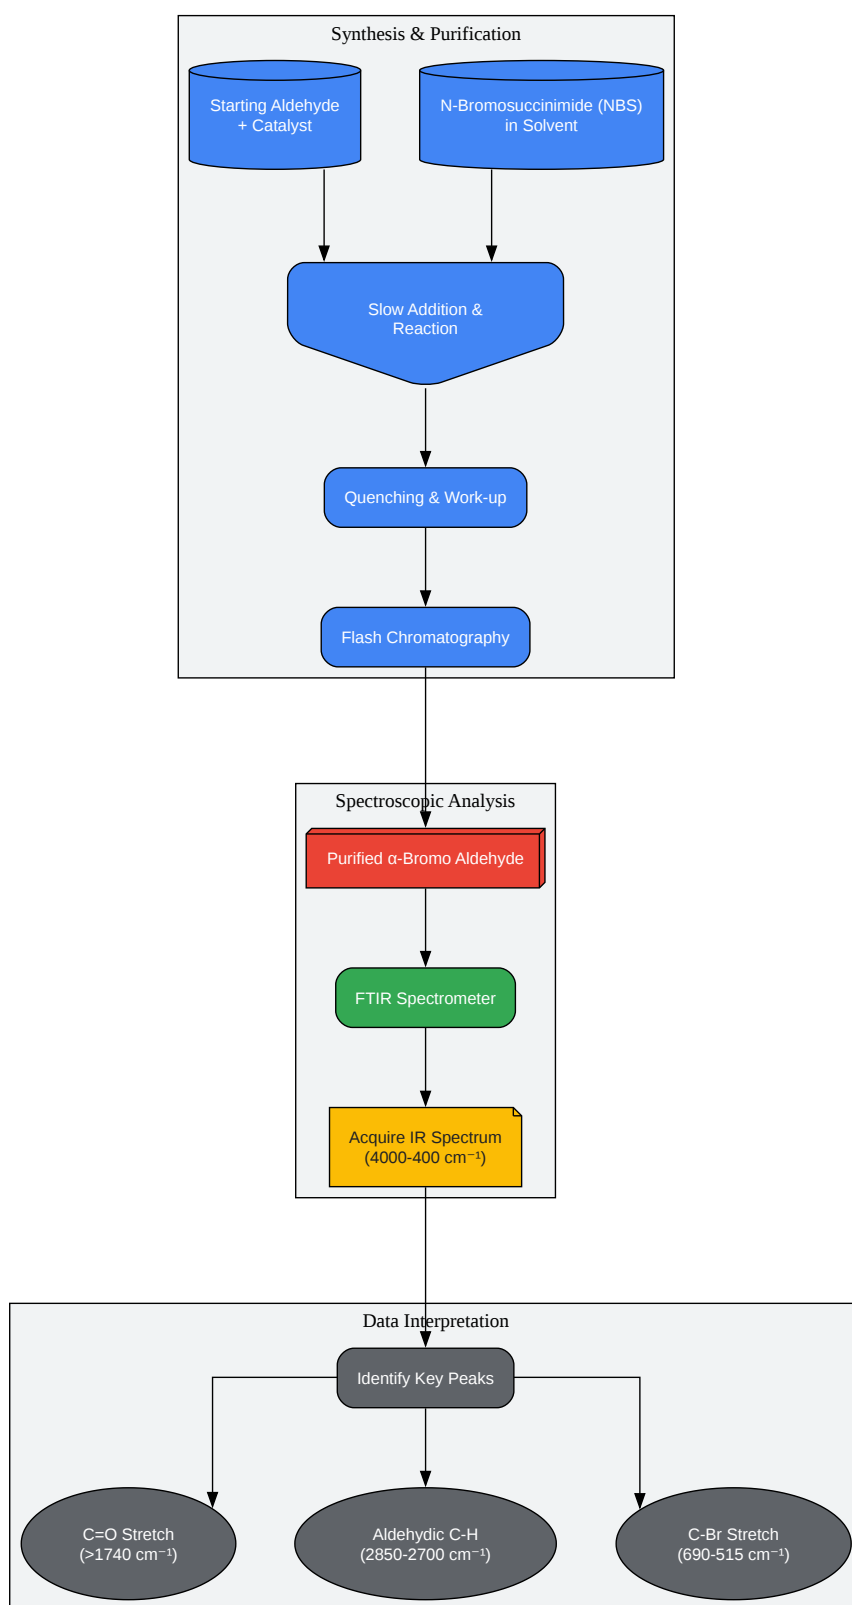 Synthesis & Purification
Starting Aldehyde
+ Catalyst
N-Bromosuccinimide (NBS)
in Solvent
Slow Addition &
Reaction
Quenching & Work-up
Flash Chromatography
Spectroscopic Analysis
Purified α-Bromo Aldehyde
FTIR Spectrometer
Acquire IR Spectrum
(4000-400 cm⁻¹)
Data Interpretation
Identify Key Peaks
C=O Stretch
(>1740 cm⁻¹)
Aldehydic C-H
(2850-2700 cm⁻¹)
C-Br Stretch
(690-515 cm⁻¹)